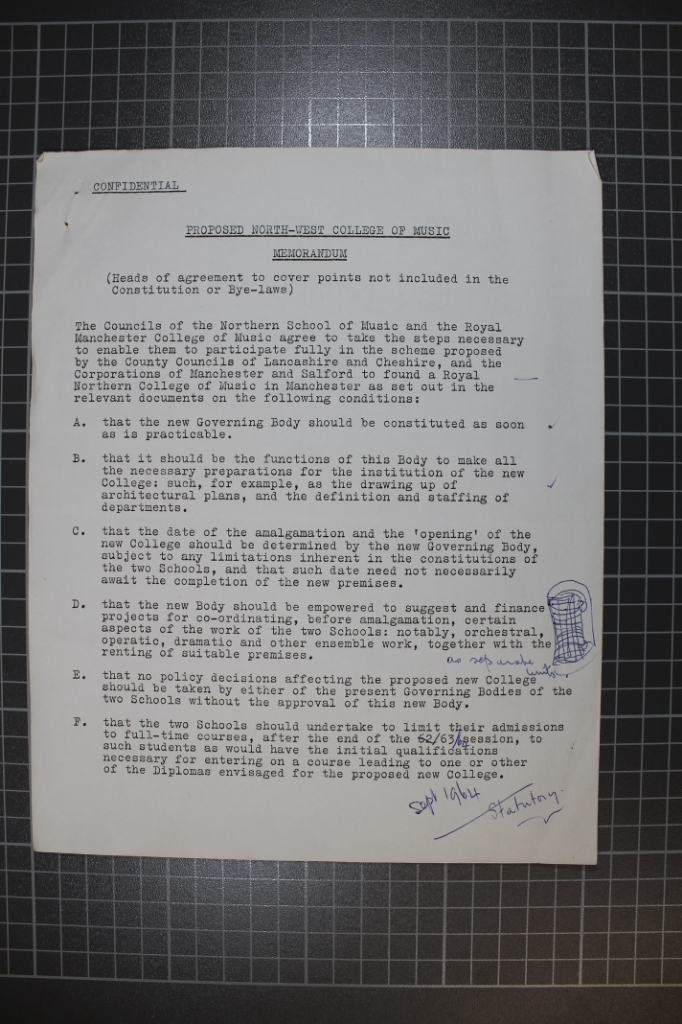 CONFIDENTIAL
PROPOSED NORTH-WEST COLLEGE OF MUSIC
MEMORANDUM
(Heads of agreement to cover points not included in the
Constitution or Bye-laws)
The Councils of the Northern School of Music and the Royal
Manchester College of Music agree to take the steps necessary
to enable them to participate fully in the scheme proposed
by the County Councils of Lancashire and Cheshire, and the
Corporations of Manchester and Salford to found a Royal
Northern College of Music in Manchester as set out in the
relevant documents on the following conditions:
A. that the new Governing Body should be constituted as soon
as is practicable.
B. that it should be the functions of this Body to make all
the necessary preparations for the institution of the new
College: such, for example, as the drawing up of
architectural plans, and the definition and staffing of
departments.
C. that the date of the amalgamation and the 'opening' of the
new College should be determined by the new Governing Body,
subject to any limitations inherent in the constitutions of
the two Schools, and that such date need not necessarily
await the completion of the new premises.
D. that the new Body should be empowered to suggest and finance
projects for co-ordinating, before amalgamation, certain
aspects of the work of the two Schools: notably, orchestral,
operatic, dramatic and other ensemble work, together with the
renting of suitable premises.
as separate
units.
E. that no policy decisions affecting the proposed new College
should be taken by either of the present Governing Bodies of the
two Schools without the approval of this new Body.
F. that the two Schools should undertake to limit their admissions
to full-time courses, after the end of the 62/63/64 session, to
such students as would have the initial qualifications
necessary for entering on a course leading to one or other
of the Diplomas envisaged for the proposed new College.
Sept 1964
Statutory.